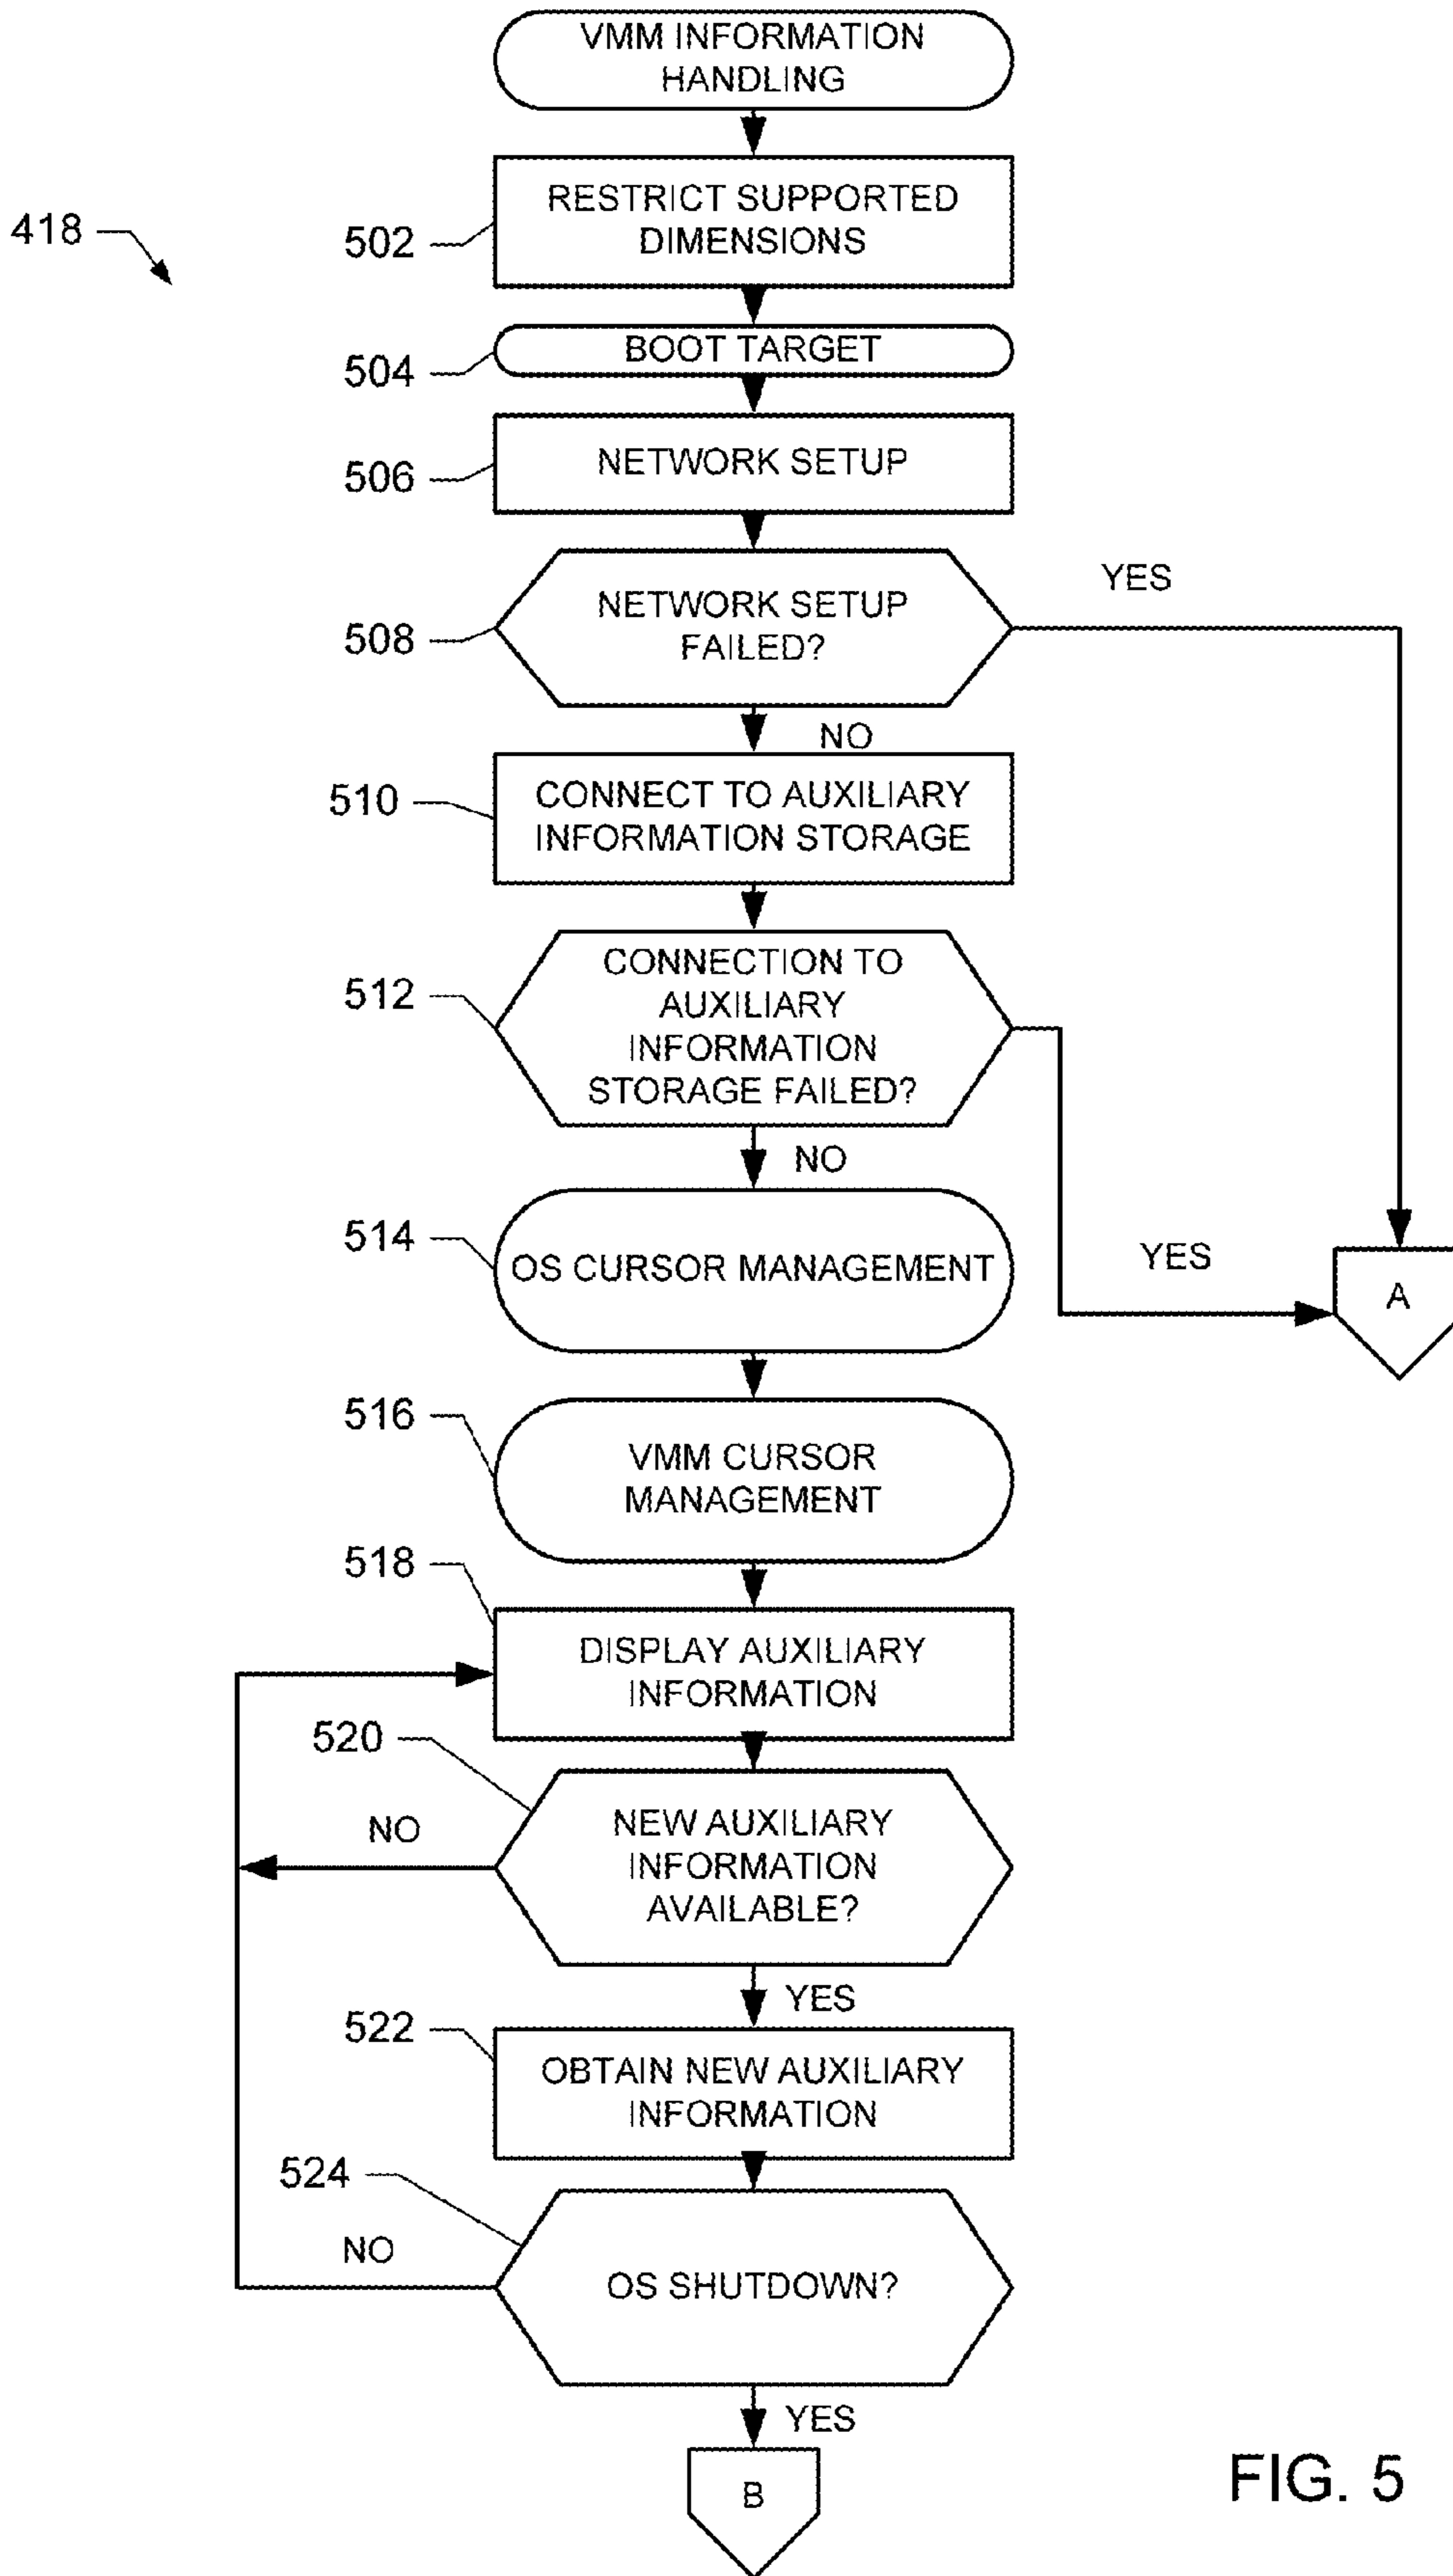 VMM INFORMATION
HANDLING
418
502
RESTRICT SUPPORTED
DIMENSIONS
504
BOOT TARGET
506
NETWORK SETUP
508
NETWORK SETUP
FAILED?
YES
NO
510
CONNECT TO AUXILIARY
INFORMATION STORAGE
512
CONNECTION TO
AUXILIARY
INFORMATION
STORAGE FAILED?
NO
YES
A
514
OS CURSOR MANAGEMENT
516
VMM CURSOR
MANAGEMENT
518
DISPLAY AUXILIARY
INFORMATION
520
NEW AUXILIARY
INFORMATION
AVAILABLE?
NO
YES
522
OBTAIN NEW AUXILIARY
INFORMATION
524
OS SHUTDOWN?
NO
YES
B
FIG. 5